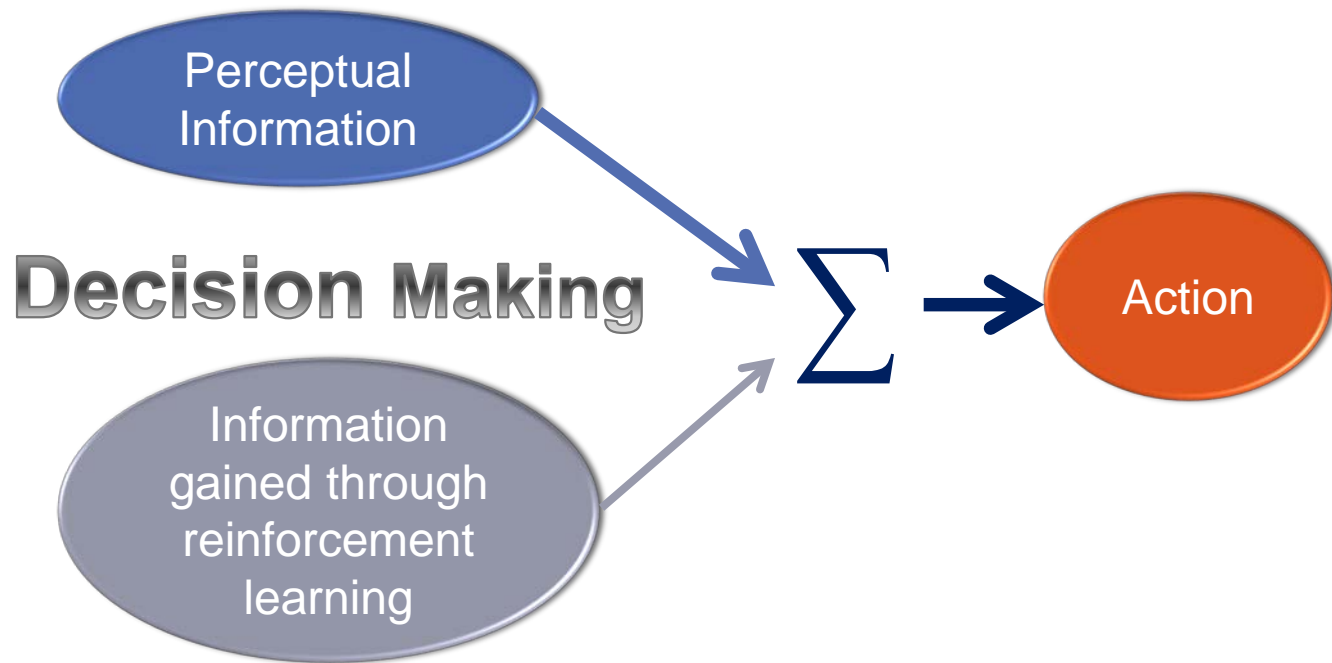 Perceptual
Information
Decision Making
∑
Action
Information
gained through
reinforcement
learning